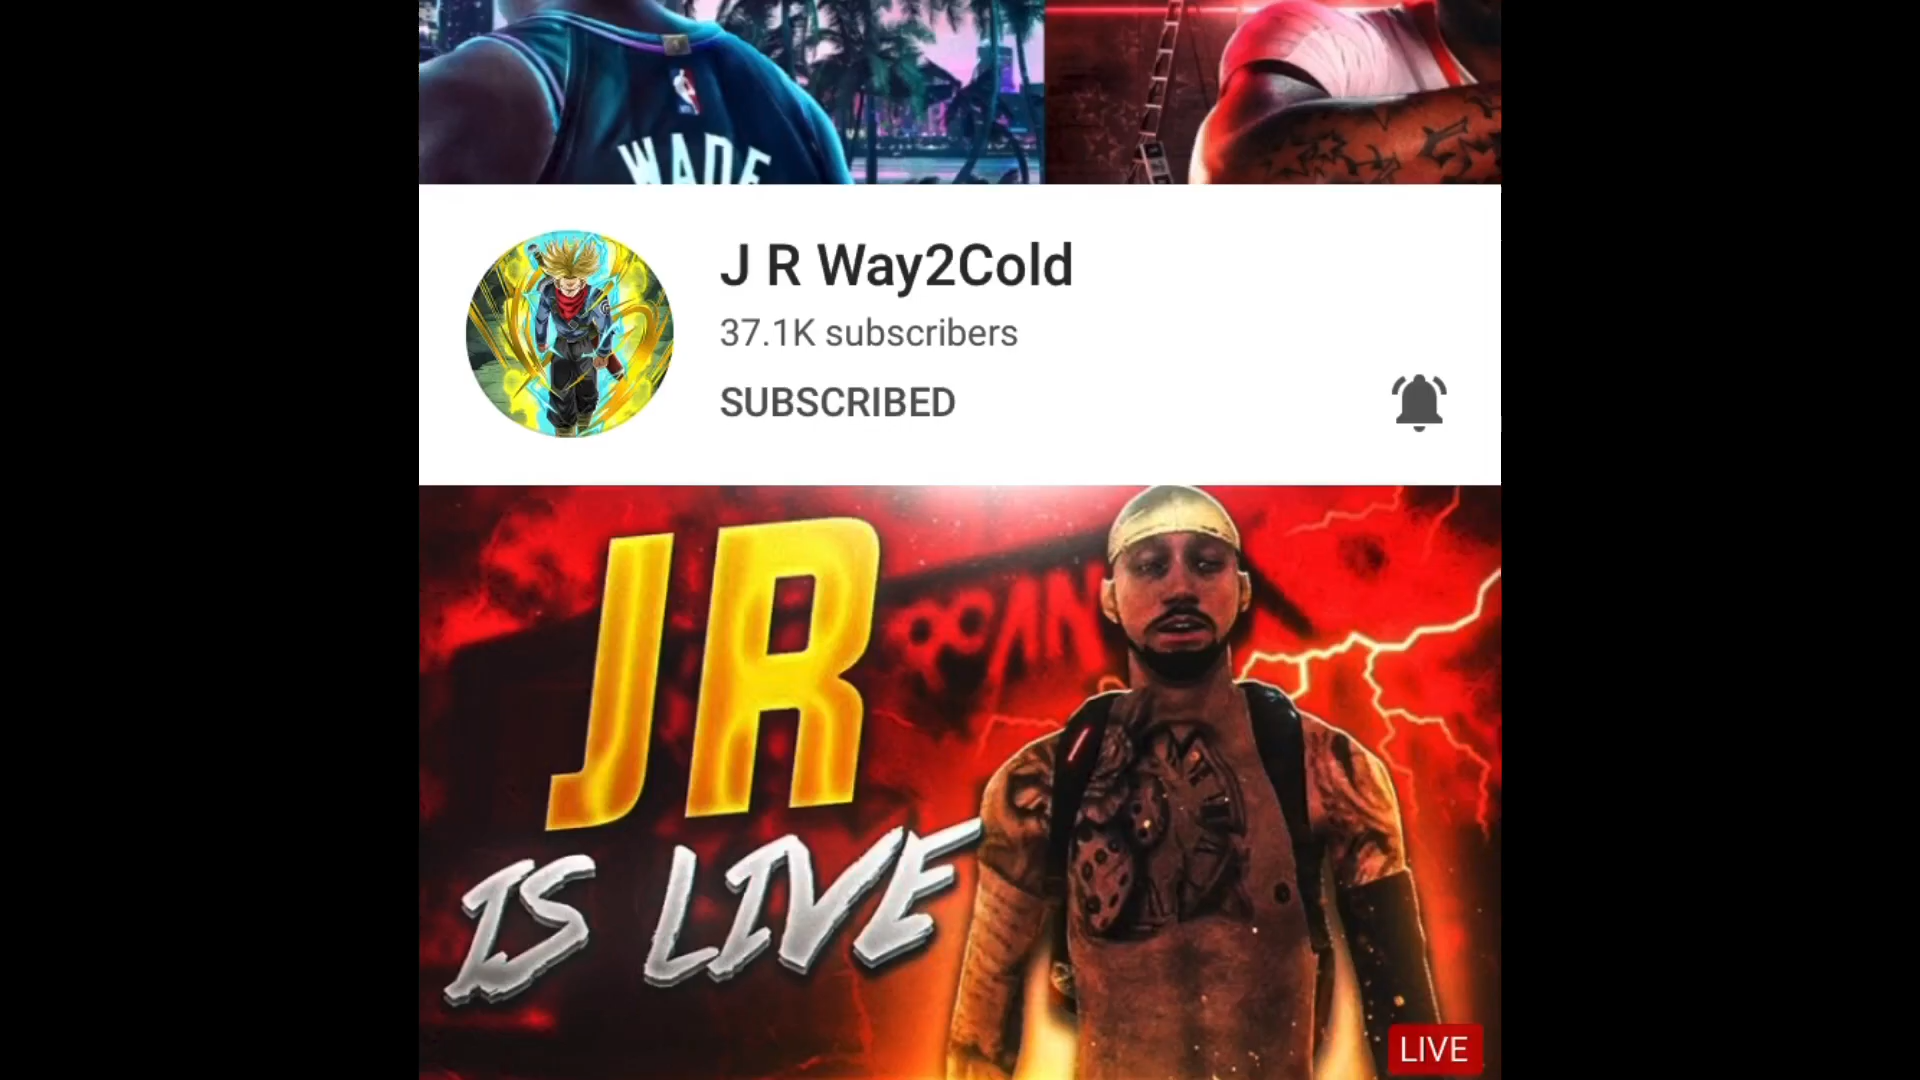 WADE
J R Way2Cold
37.1K subscribers
SUBSCRIBED
JR
IS LIVE
LIVE